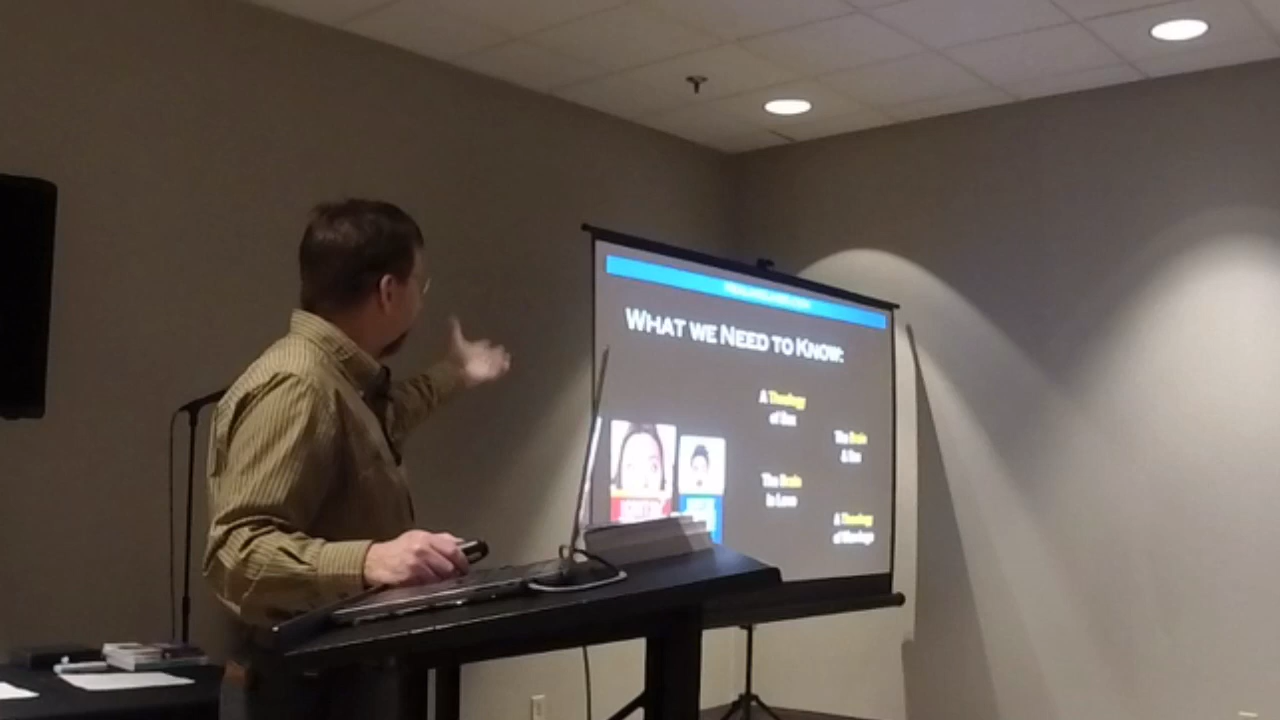 WHAT WE NEED TO KNOW:
A Theology
of Sex
The Brain
& Sex
The Brain
in Love
A Theology
of Marriage